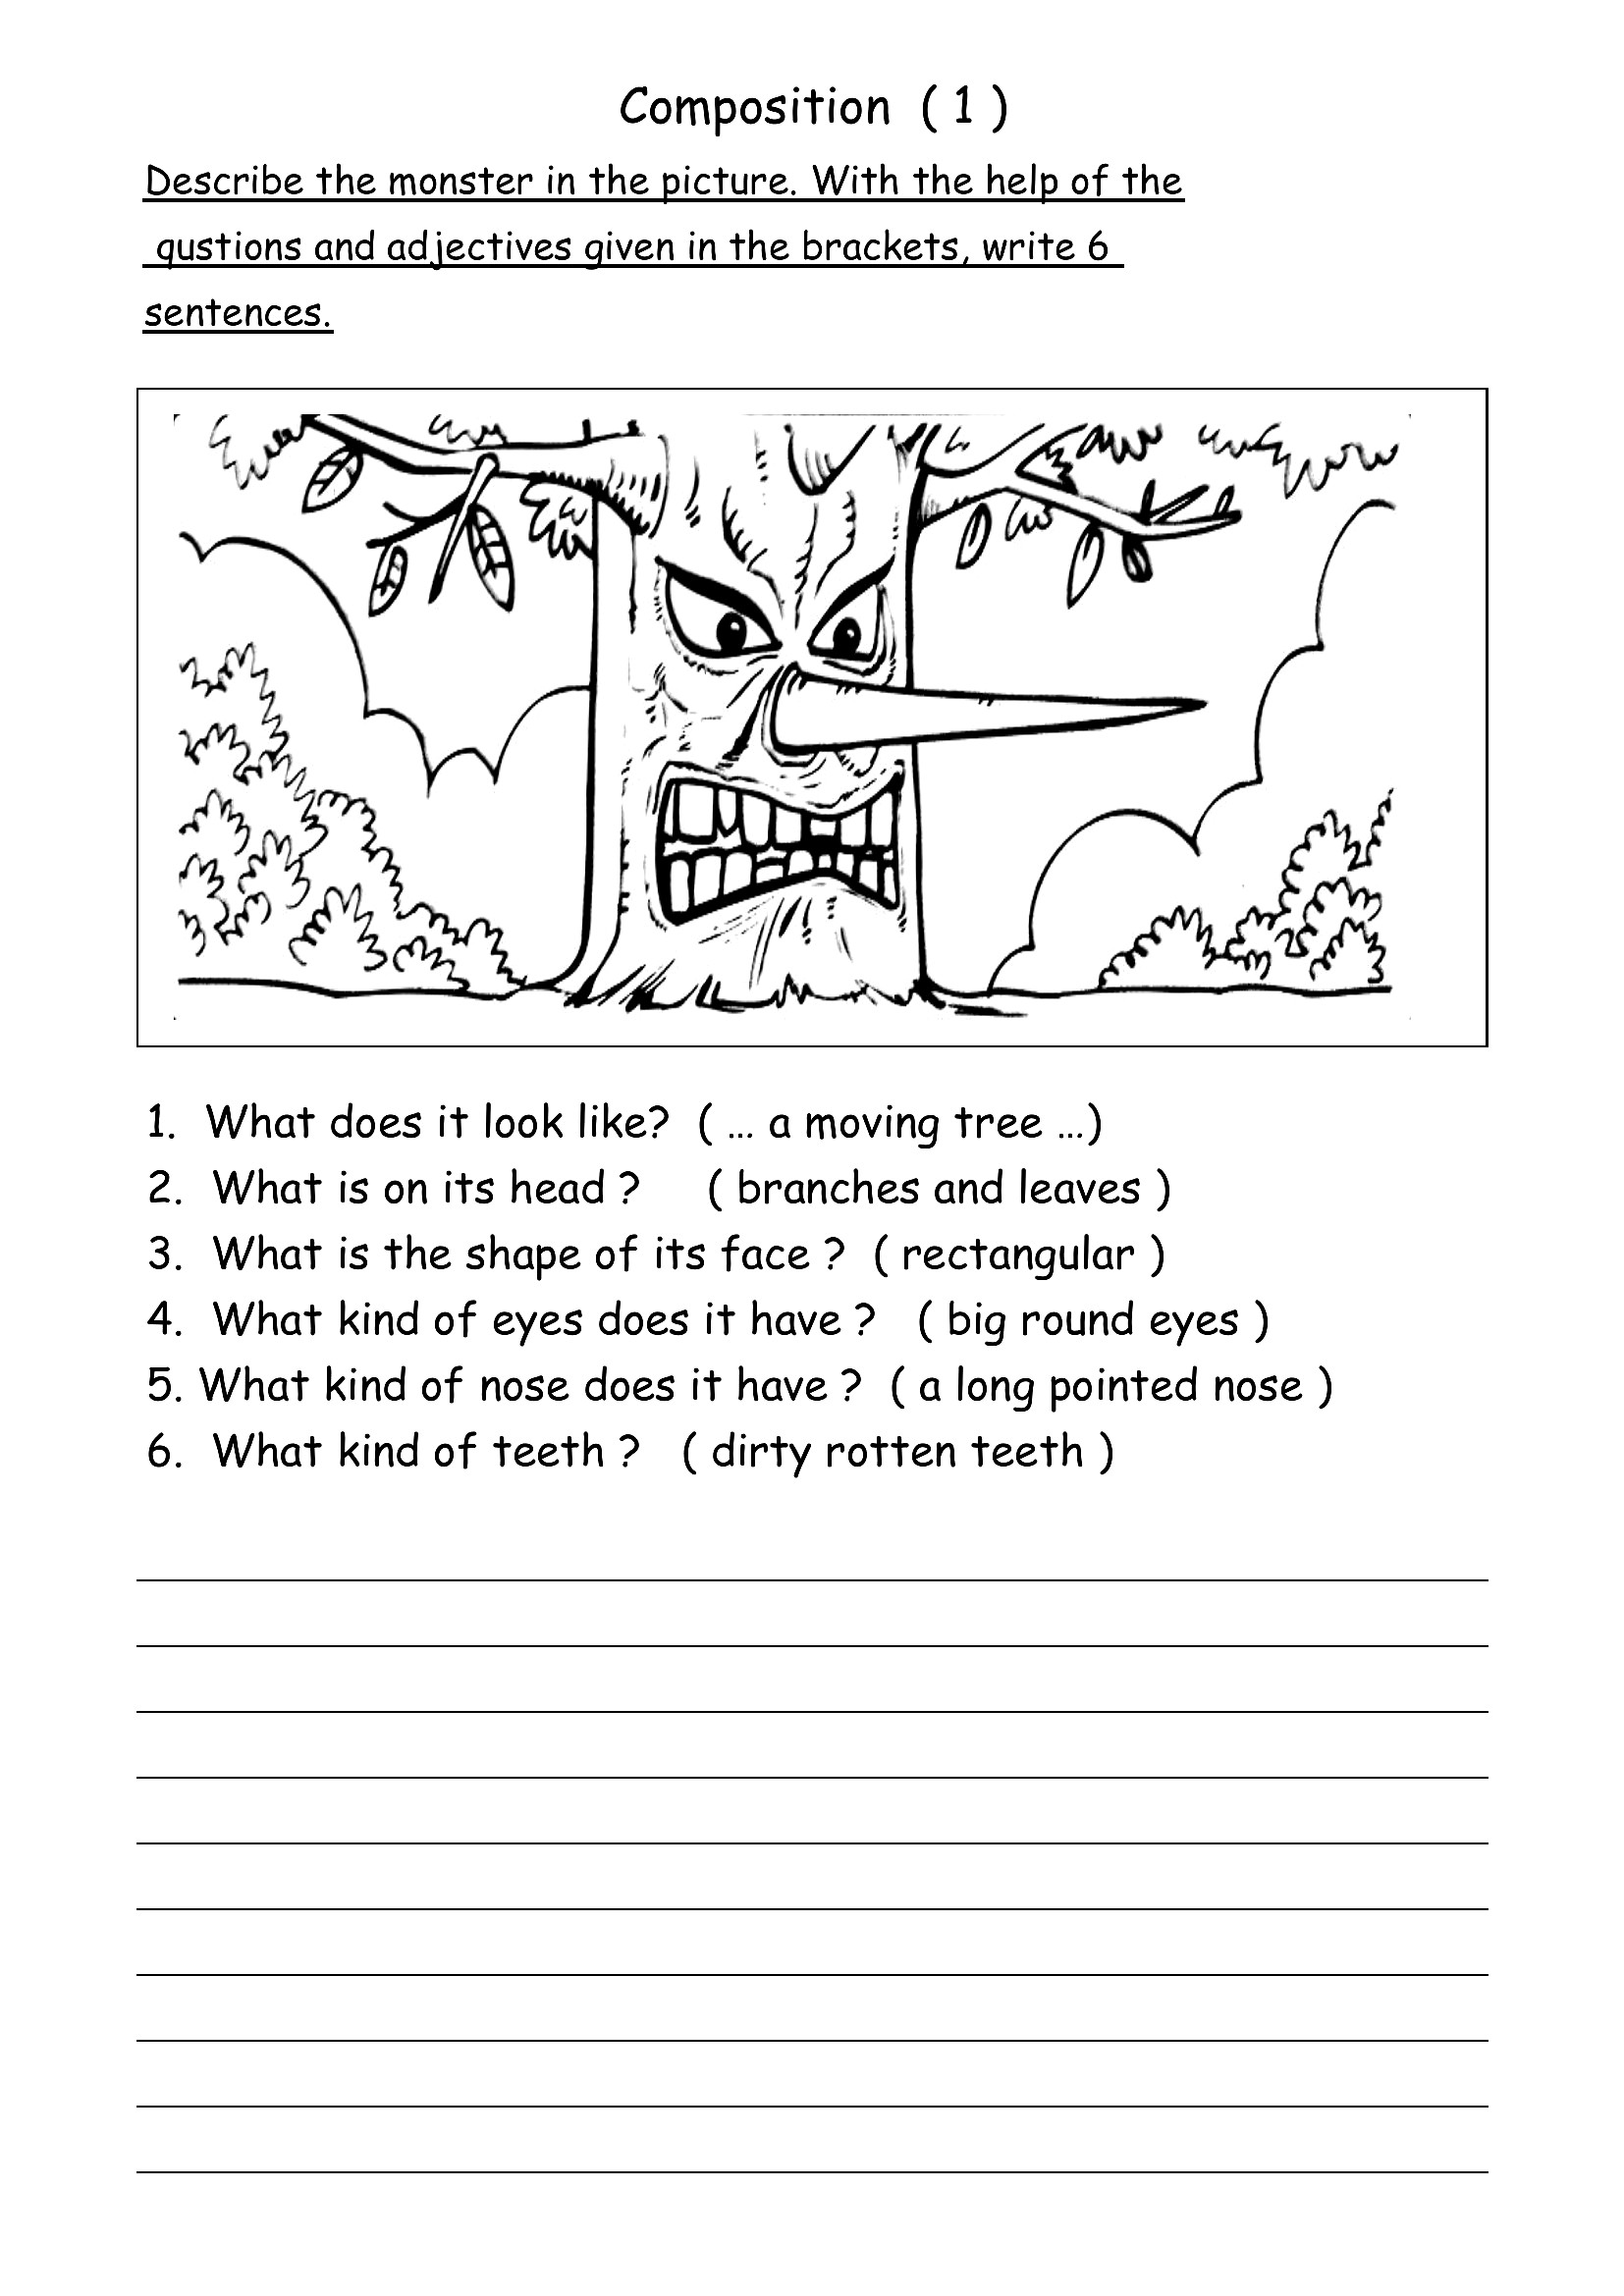 Composition ( 1 )
Describe the monster in the picture. With the help of the
qustions and adjectives given in the brackets, write 6
sentences.
1. What does it look like? ( ... a moving tree ...)
2. What is on its head ? ( branches and leaves )
3. What is the shape of its face ? ( rectangular )
4. What kind of eyes does it have ? ( big round eyes )
5. What kind of nose does it have ? ( a long pointed nose )
6. What kind of teeth ? ( dirty rotten teeth )